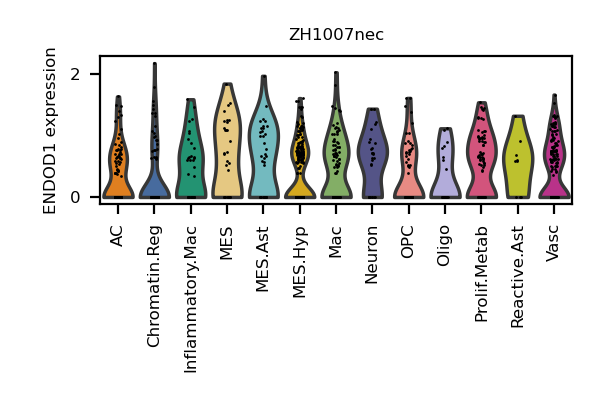 ZH1007nec
ENDOD1 expression
2
0
AC
Chromatin.Reg
Inflammatory.Mac
MES
MES.Ast
MES.Hyp
Mac
Neuron
OPC
Oligo
Prolif.Metab
Reactive.Ast
Vasc